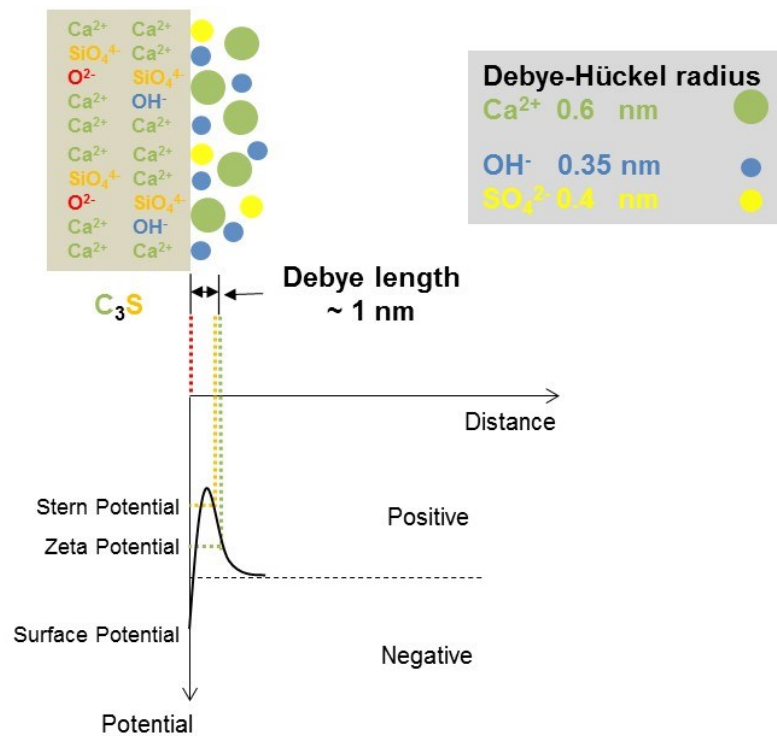 Ca²⁺ Ca²⁺
SiO₄⁴⁻ Ca²⁺
O²⁻ SiO₄⁴⁻
Ca²⁺ OH⁻
Ca²⁺ Ca²⁺
Ca²⁺ Ca²⁺
SiO₄⁴⁻ Ca²⁺
O²⁻ SiO₄⁴⁻
Ca²⁺ OH⁻
Ca²⁺ Ca²⁺
Debye-Hückel radius
Ca²⁺ 0.6 nm
OH⁻ 0.35 nm
SO₄²⁻ 0.4 nm
C₃S
Debye length
~ 1 nm
Distance
Stern Potential
Positive
Zeta Potential
Surface Potential
Negative
Potential